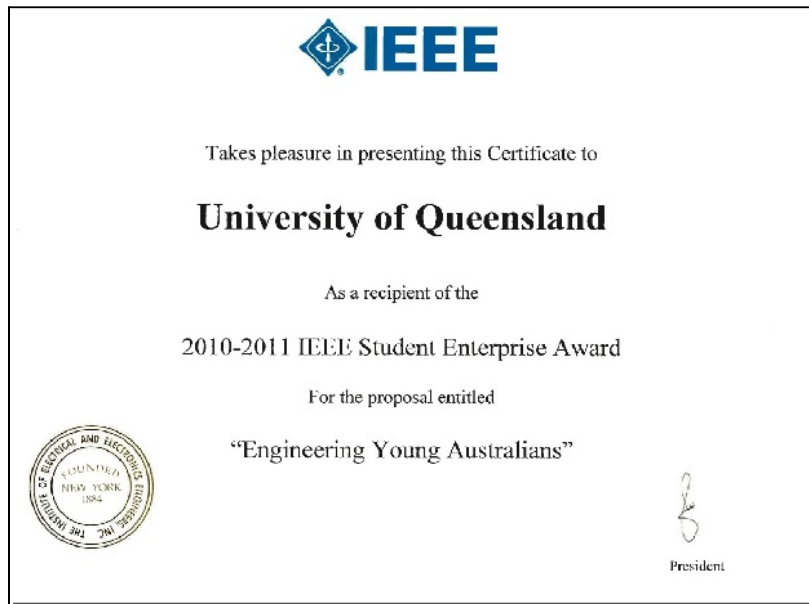 IEEE
Takes pleasure in presenting this Certificate to
University of Queensland
As a recipient of the
2010-2011 IEEE Student Enterprise Award
For the proposal entitled
“Engineering Young Australians”
THE INSTITUTE OF ELECTRICAL AND ELECTRONICS ENGINEERS, INC
FOUNDED
NEW YORK
1884
President